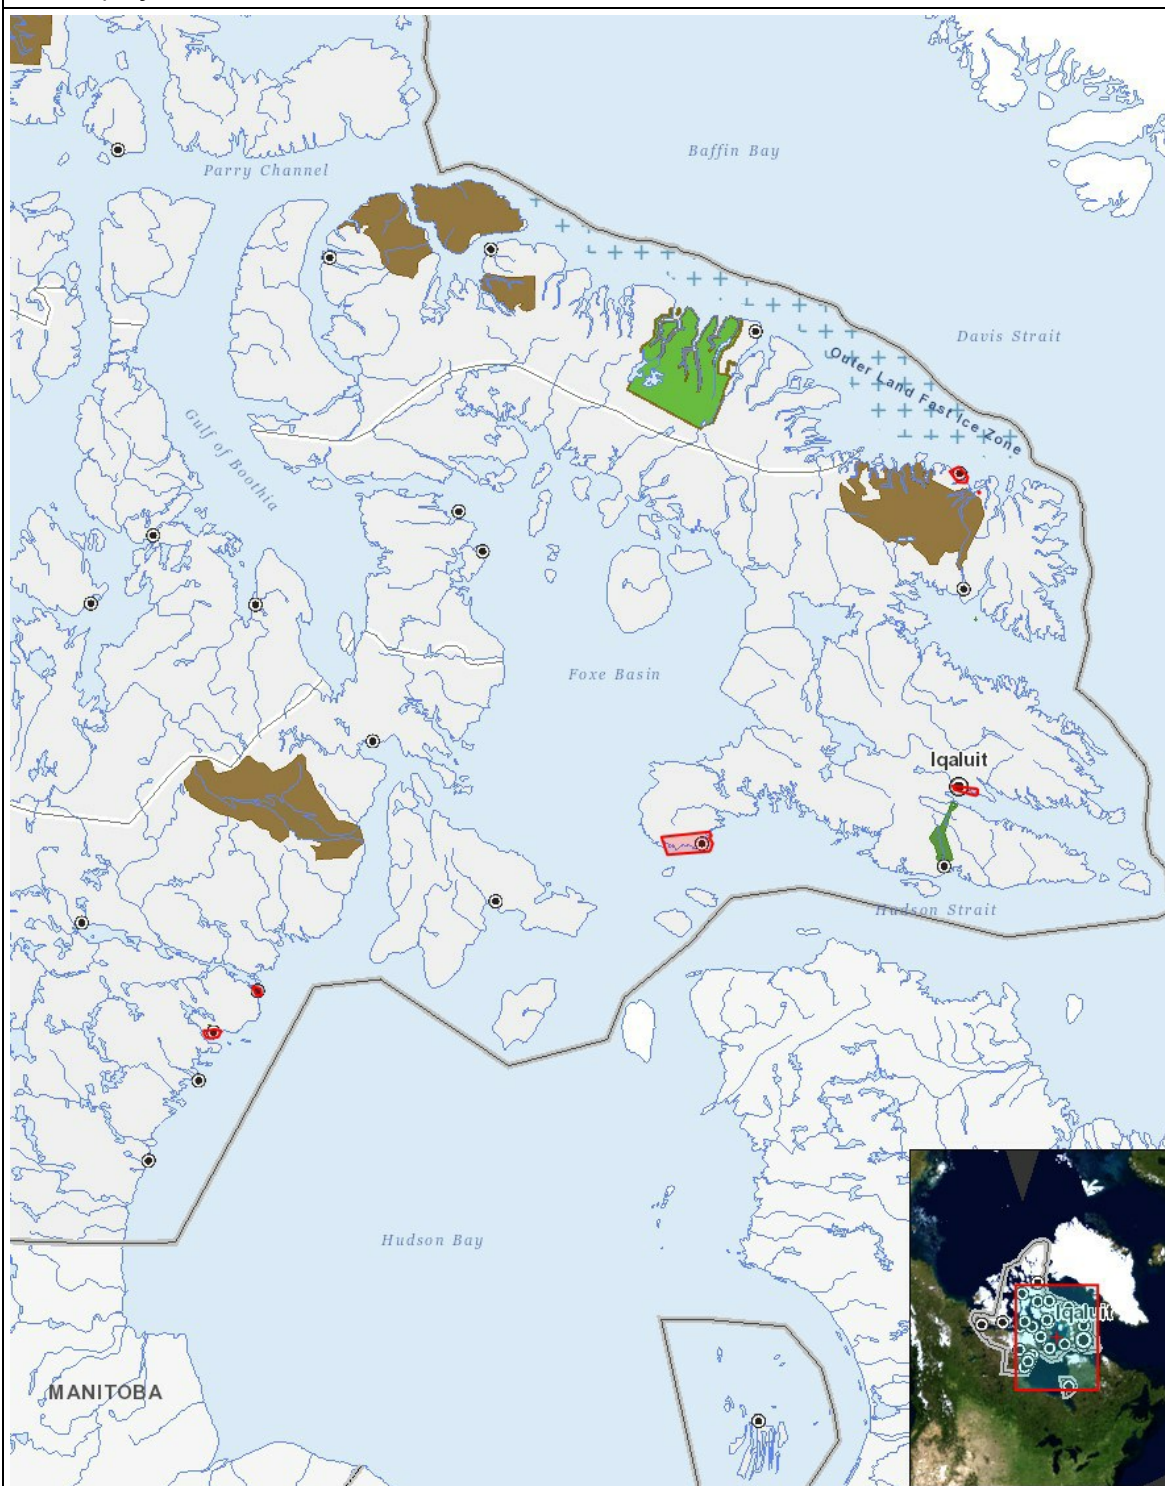 Baffin Bay
Parry Channel
Davis Strait
Outer Land Fast Ice Zone
Gulf of Boothia
Foxe Basin
Iqaluit
Hudson Strait
Hudson Bay
Iqaluit
MANITOBA